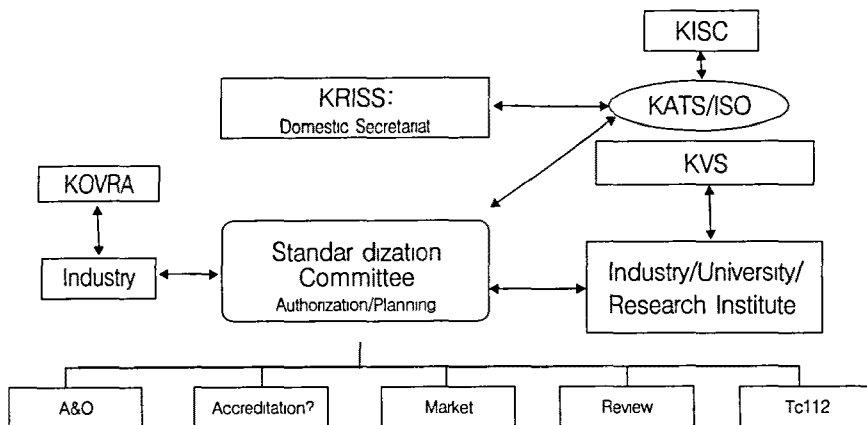 KISC
KRISS:
Domestic Secretariat
KATS/ISO
KVS
KOVRA
Industry
Standar dization
Committee
Authorization/Planning
Industry/University/
Research Institute
A&O
Accreditation?
Market
Review
Tc112